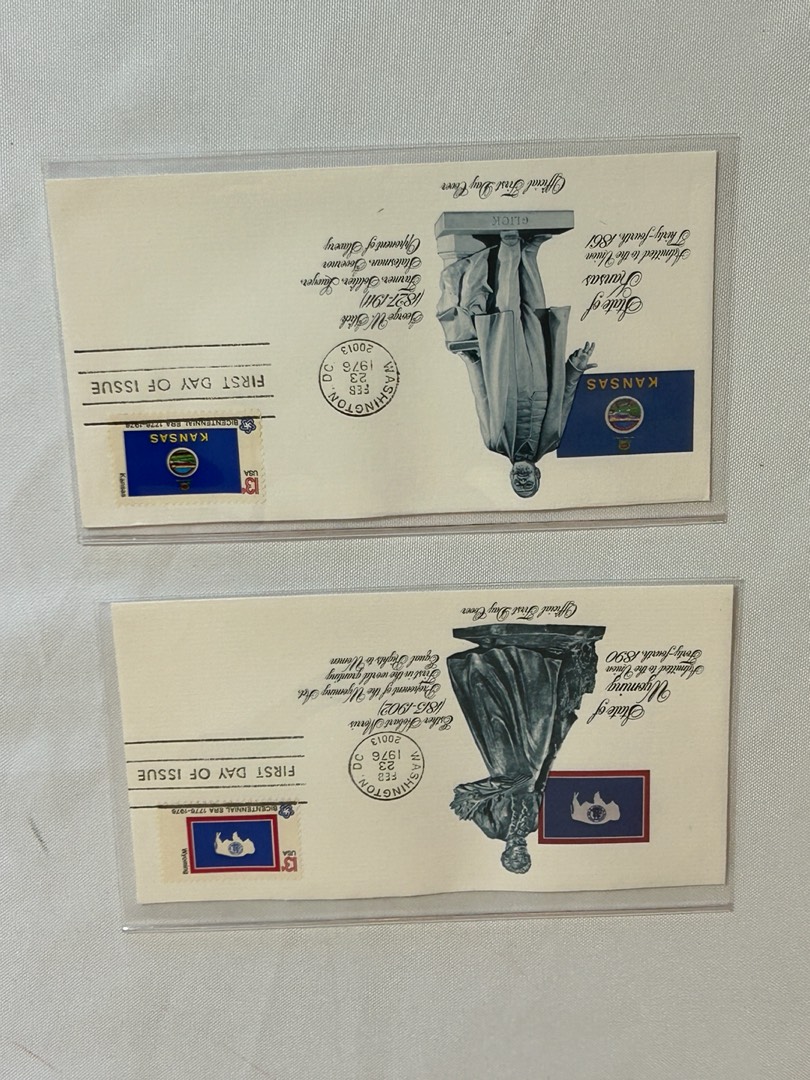 Wyoming
13c
USA
BICENTENNIAL ERA 1776-1976
WASHINGTON, DC
FEB
23
1976
20013
FIRST DAY OF ISSUE
State of
Wyoming
Admitted to the Union
Forty-fourth, 1890
Esther Hobart Morris
(1815-1902)
Proponent of the Wyoming Act.
First in the world granting
Equal Rights to Women
Official First Day Cover
Kansas
13c
USA
KANSAS
BICENTENNIAL ERA 1776-1976
KANSAS
WASHINGTON, DC
FEB
23
1976
20013
FIRST DAY OF ISSUE
State of
Kansas
Admitted to the Union
Thirty-fourth, 1861
George W. Glick
(1827-1911)
Farmer, Soldier, Lawyer,
Statesman, Governor
Opponent of Slavery
GLICK
Official First Day Cover